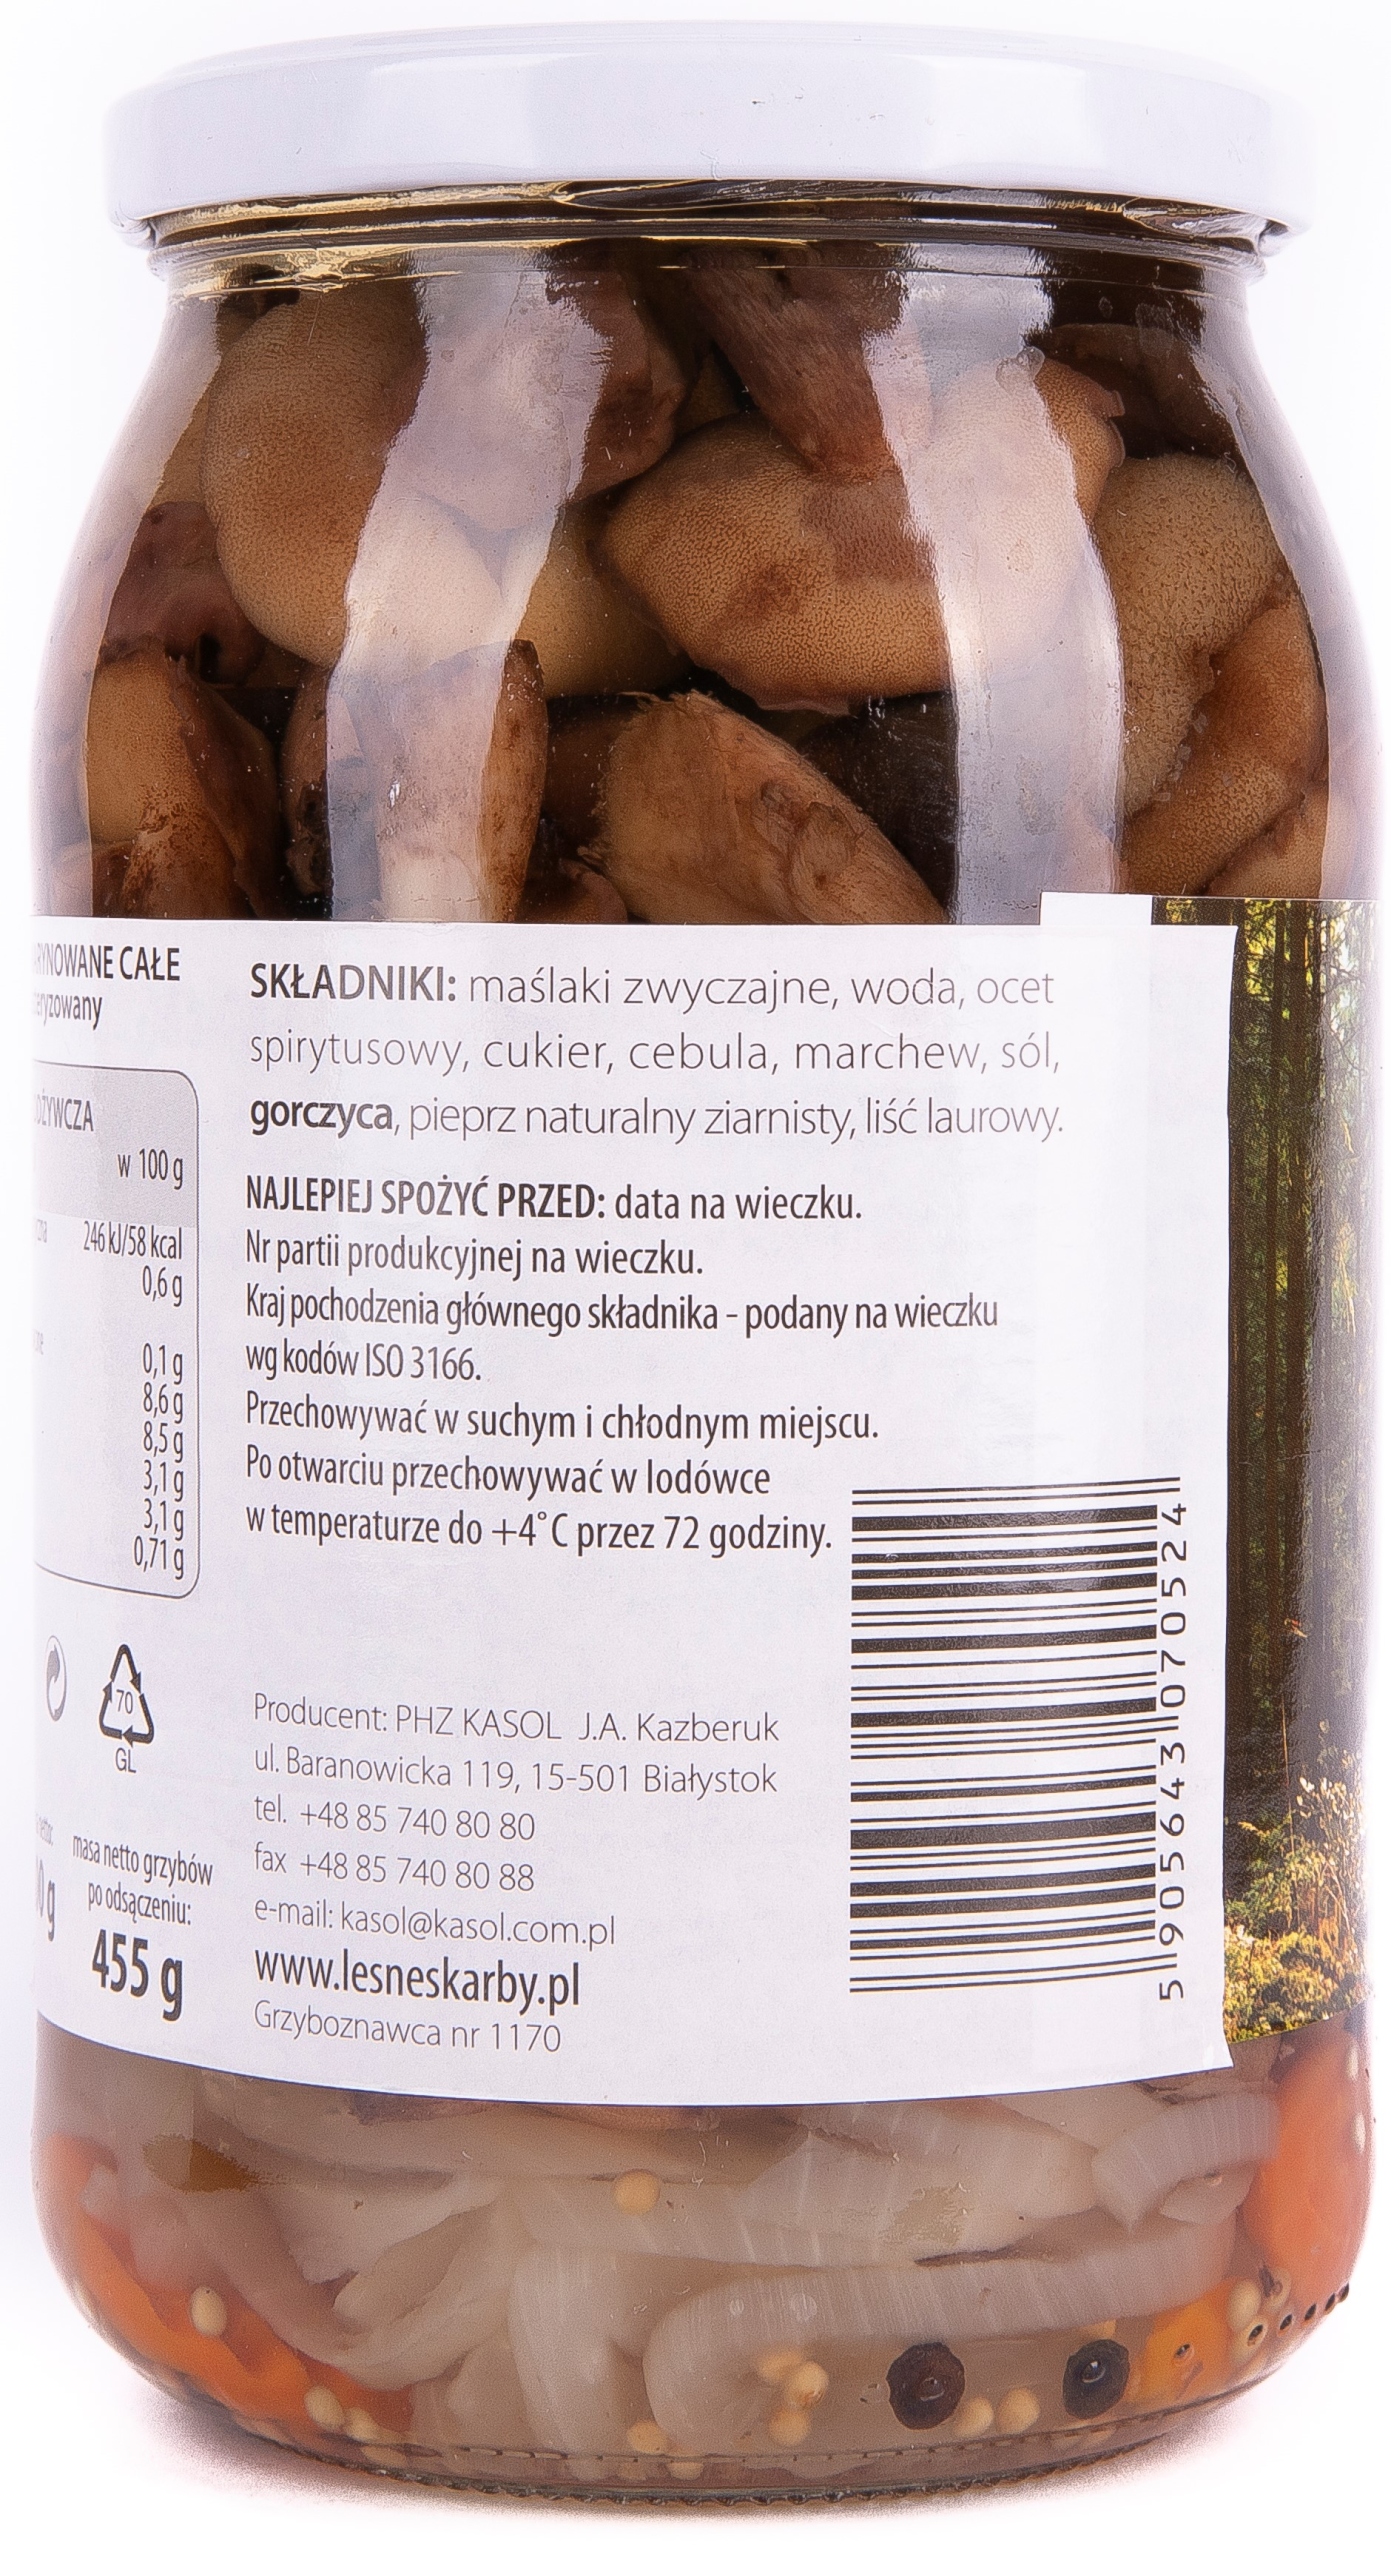 CAŁE
w 100 g
246 kJ/58 kcal
0,6 g
0,1 g
8,6 g
8,5 g
3,1 g
3,1 g
0,71 g
70
GL
masa netto grzybów
po odsączeniu:
455 g
SKŁADNIKI: maślaki zwyczajne, woda, ocet
spirytusowy, cukier, cebula, marchew, sól,
gorczyca, pieprz naturalny ziarnisty, liść laurowy.
NAJLEPIEJ SPOŻYĆ PRZED: data na wieczku.
Nr partii produkcyjnej na wieczku.
Kraj pochodzenia głównego składnika - podany na wieczku
wg kodów ISO 3166.
Przechowywać w suchym i chłodnym miejscu.
Po otwarciu przechowywać w lodówce
w temperaturze do +4°C przez 72 godziny.
Producent: PHZ KASOL J.A. Kazberuk
ul. Baranowicka 119, 15-501 Białystok
tel. +48 85 740 80 80
fax +48 85 740 80 88
e-mail: kasol@kasol.com.pl
www.lesneskarby.pl
Grzyboznawca nr 1170
5 905643 070524